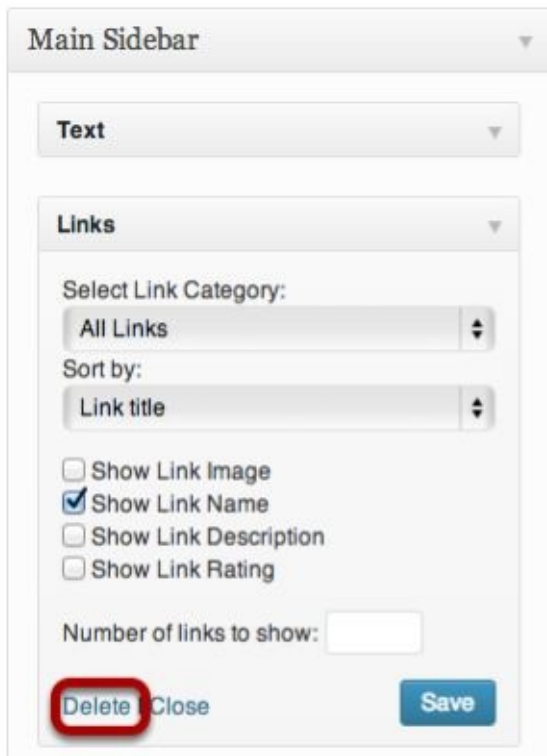 Main Sidebar
Text
Links
Select Link Category:
All Links
Sort by:
Link title
Show Link Image
Show Link Name
Show Link Description
Show Link Rating
Number of links to show:
Delete | Close
Save